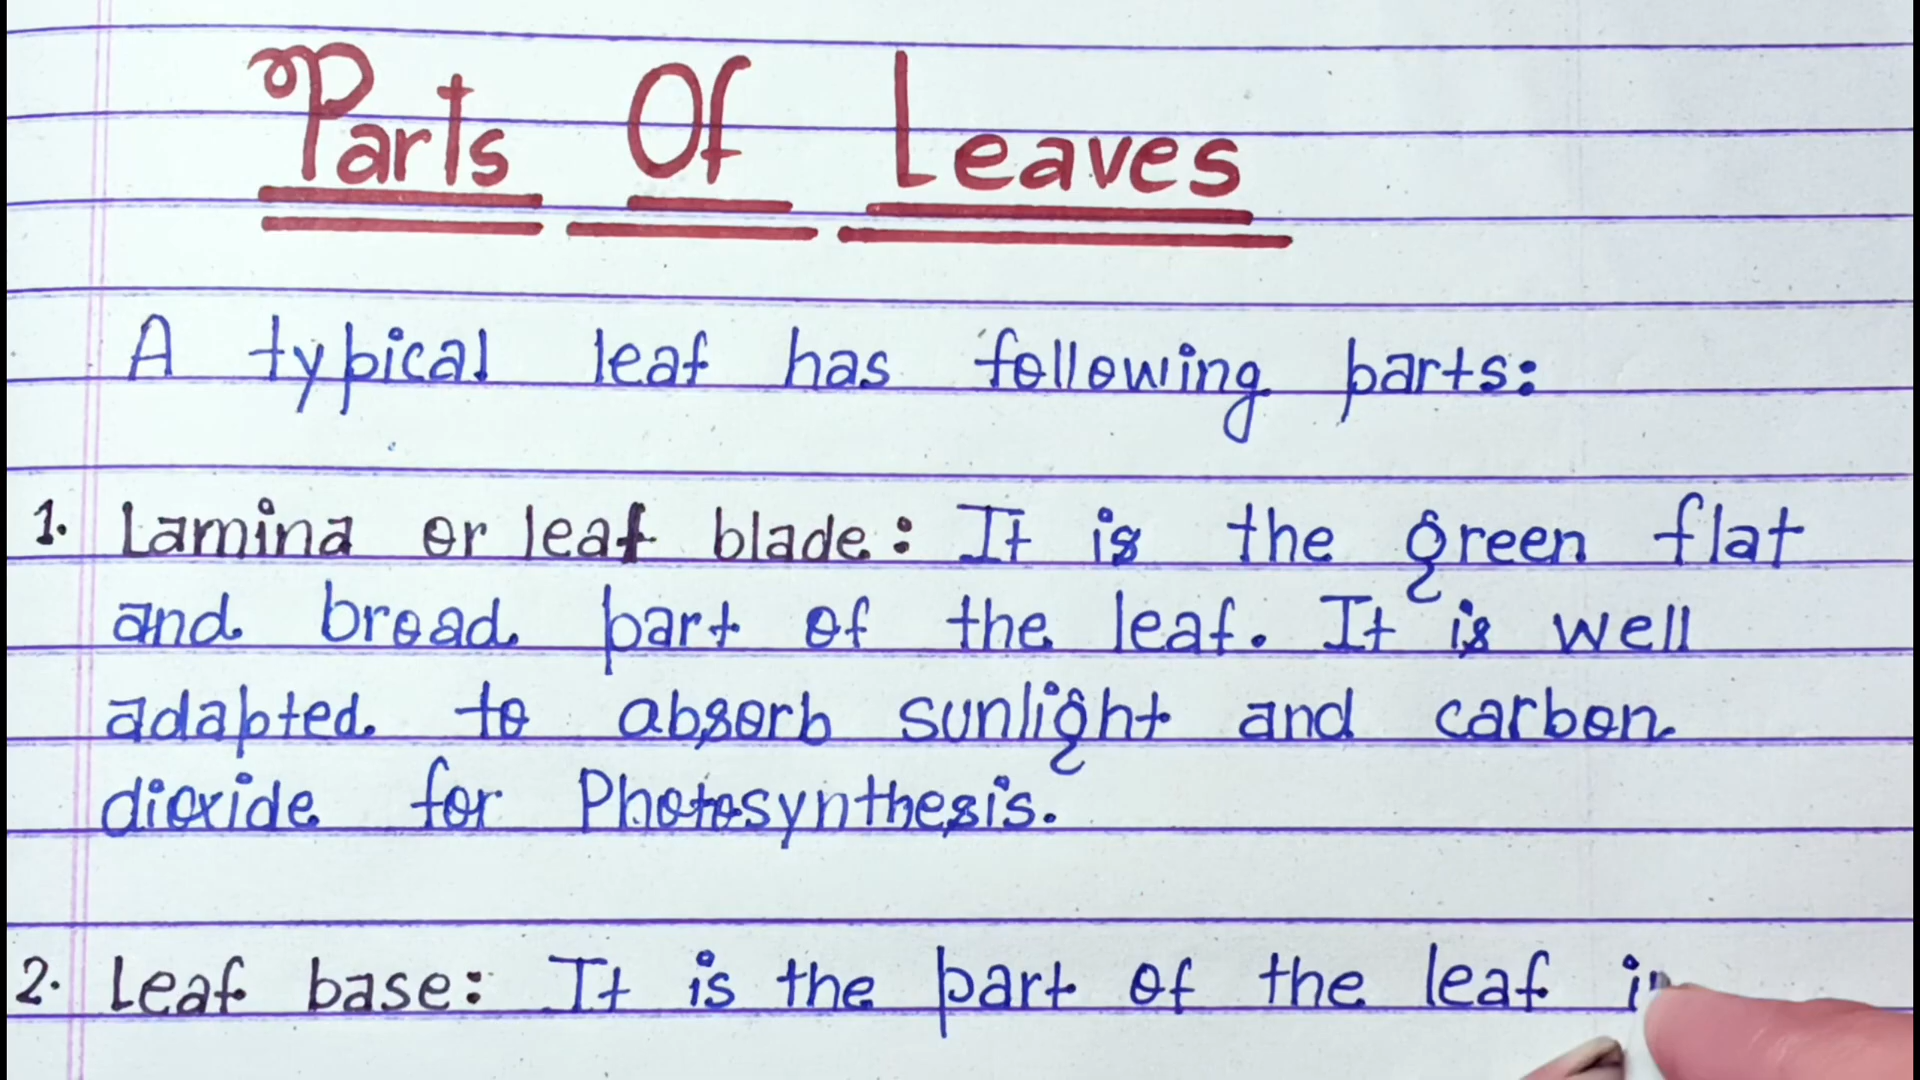 Parts Of Leaves
A typical leaf has following parts:
1. Lamina or leaf blade: It is the green flat
and broad part of the leaf. It is well
adapted to absorb sunlight and carbon
dioxide for Photosynthesis.
2. Leaf base: It is the part of the leaf